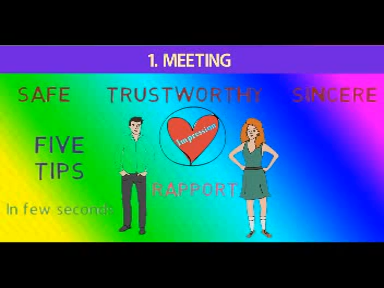 1. MEETING
SAFE TRUSTWORTHY SINCERE
Impression
FIVE
TIPS
RAPPORT
In few seconds